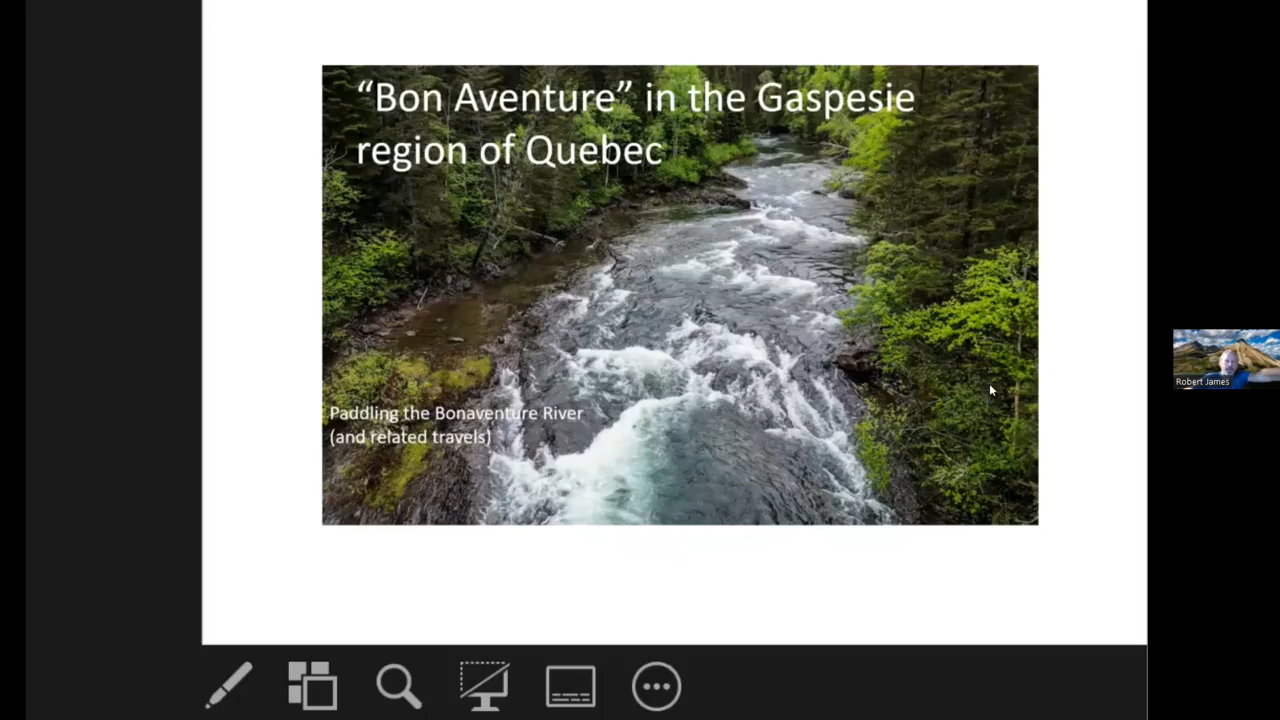 “Bon Aventure” in the Gaspesie
region of Quebec
Paddling the Bonaventure River
(and related travels)
Robert James